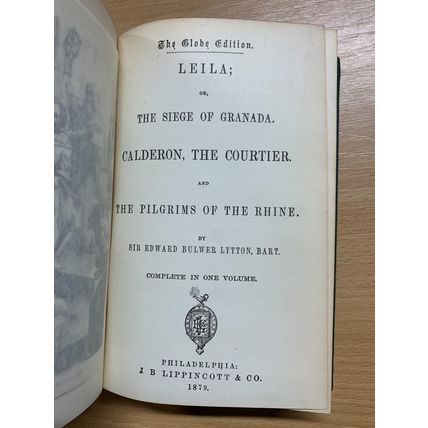 The Globe Edition.
LEILA;
OR,
THE SIEGE OF GRANADA.
CALDERON, THE COURTIER.
AND
THE PILGRIMS OF THE RHINE.
BY
SIR EDWARD BULWER LYTTON, BART.
COMPLETE IN ONE VOLUME.
PHILADELPHIA:
J. B LIPPINCOTT & CO.
1879.